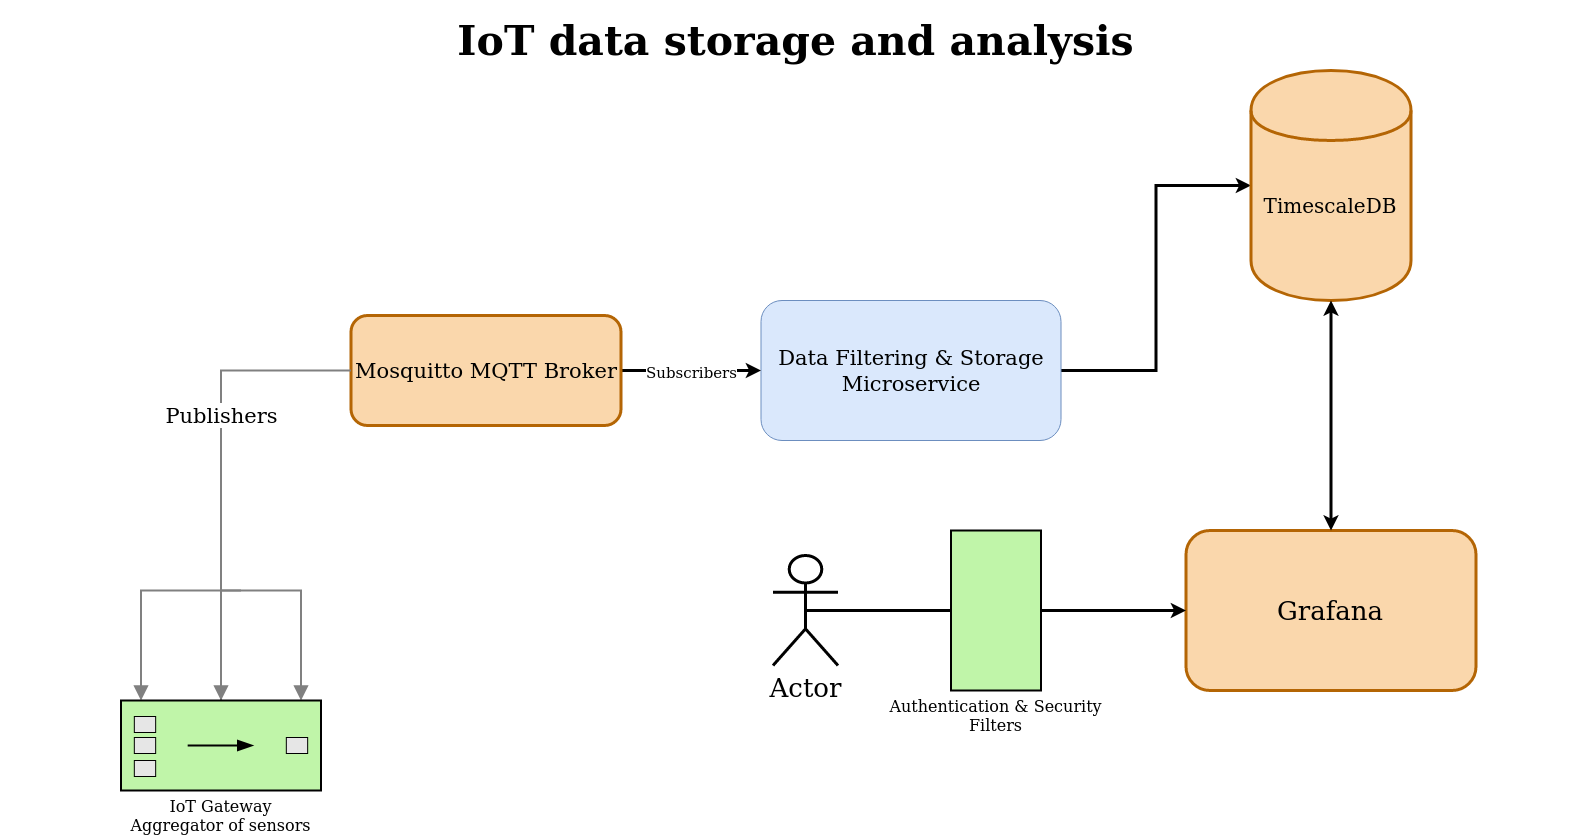 IoT data storage and analysis
TimescaleDB
Mosquitto MQTT Broker
Subscribers
Data Filtering & Storage
Microservice
Publishers
Grafana
Actor
Authentication & Security
Filters
IoT Gateway
Aggregator of sensors